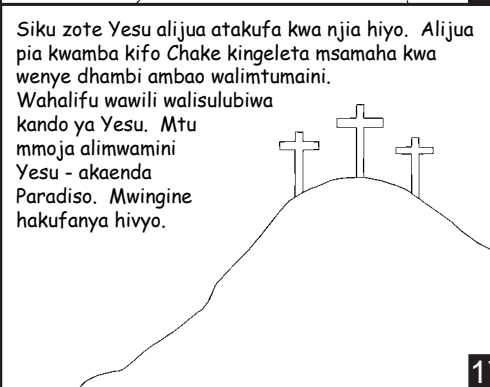 Siku zote Yesu alijua atakufa kwa njia hiyo. Alijua
pia kwamba kifo Chake kingeleta msamaha kwa
wenye dhambi ambao walimtumaini.
Wahalifu wawili walisulubiwa
kando ya Yesu. Mtu
mmoja alimwamini
Yesu - akaenda
Paradiso. Mwingine
hakufanya hivyo.